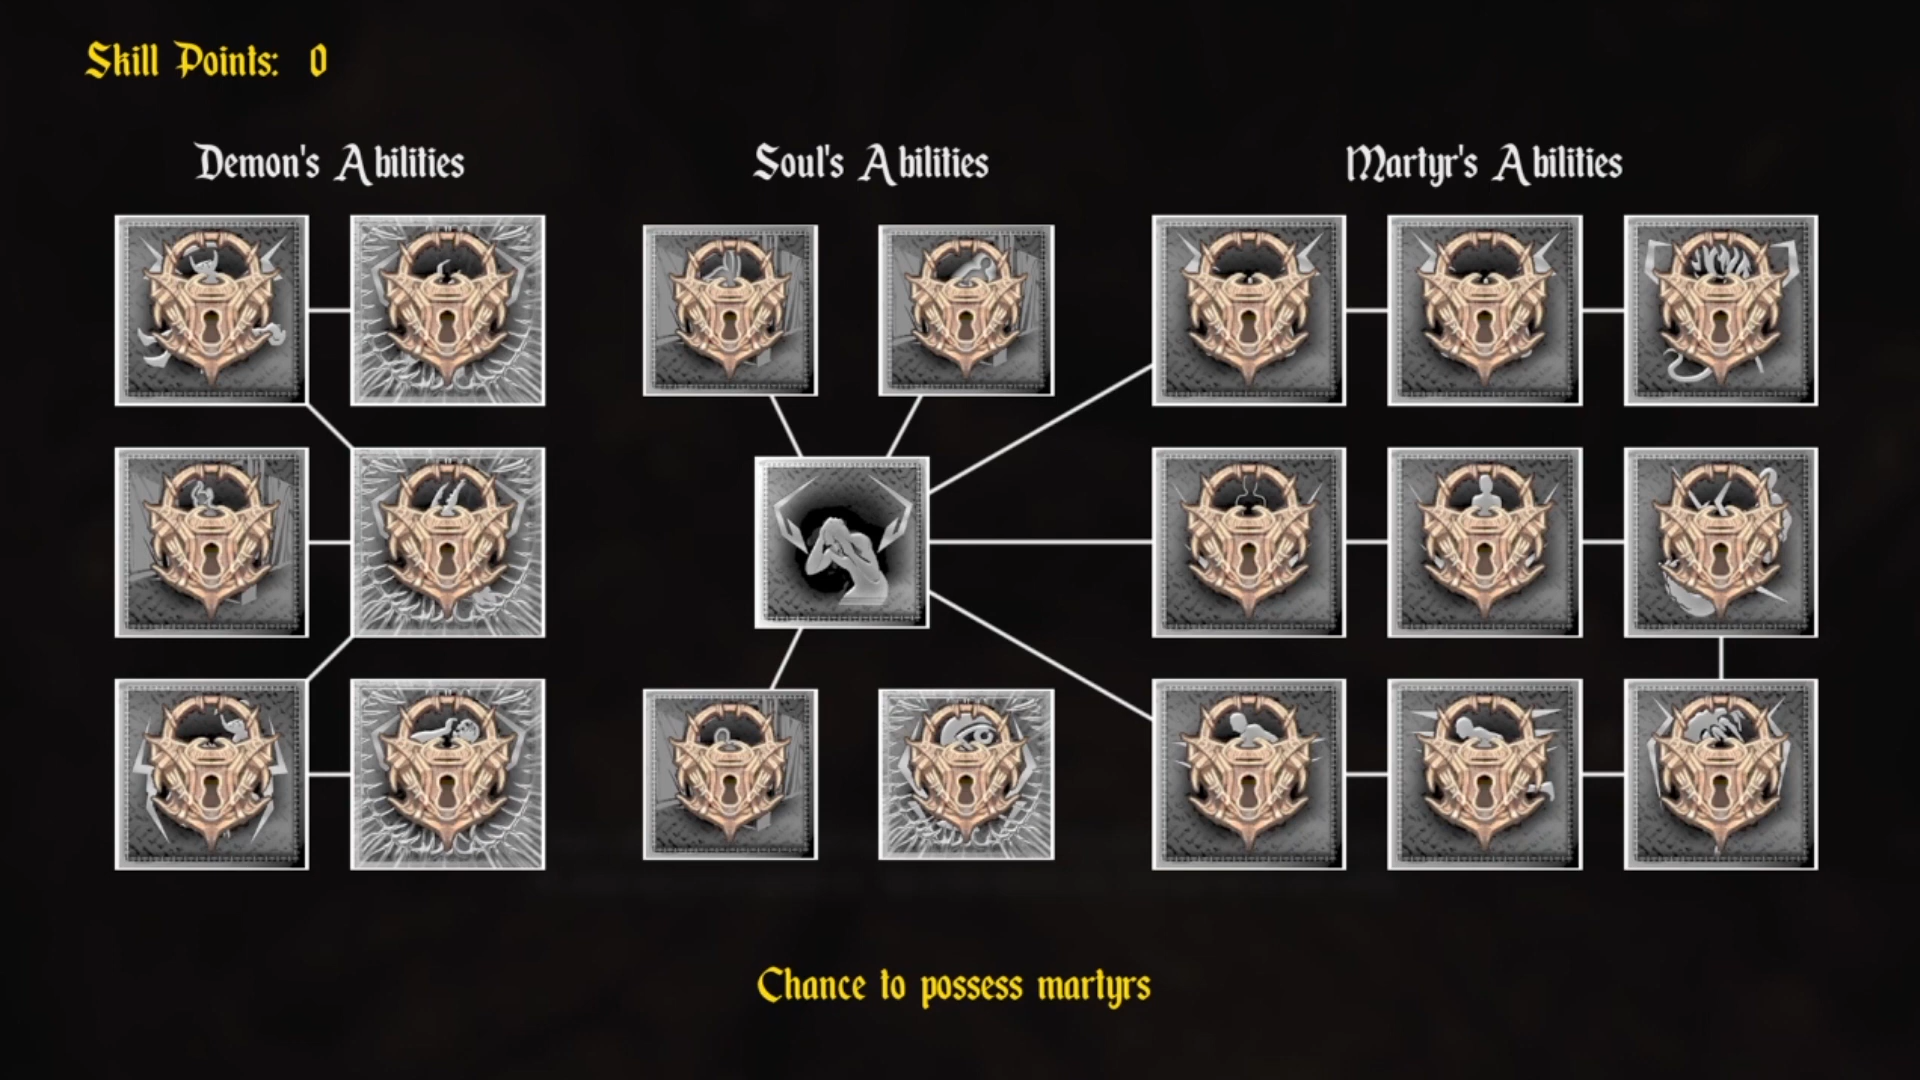 Skill Points: 0
Demon's Abilities
Soul's Abilities
Martyr's Abilities
Chance to possess martyrs